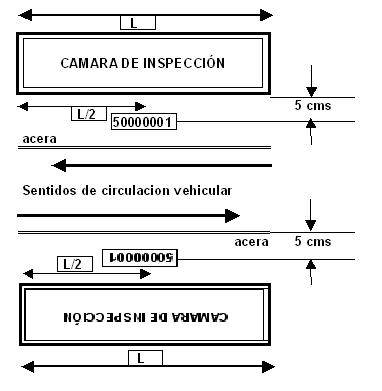 L
CAMARA DE INSPECCIÓN
5 cms
L/2
50000001
acera
Sentidos de circulacion vehicular
acera
5 cms
50000001
L/2
CAMARA DE INSPECCIÓN
L